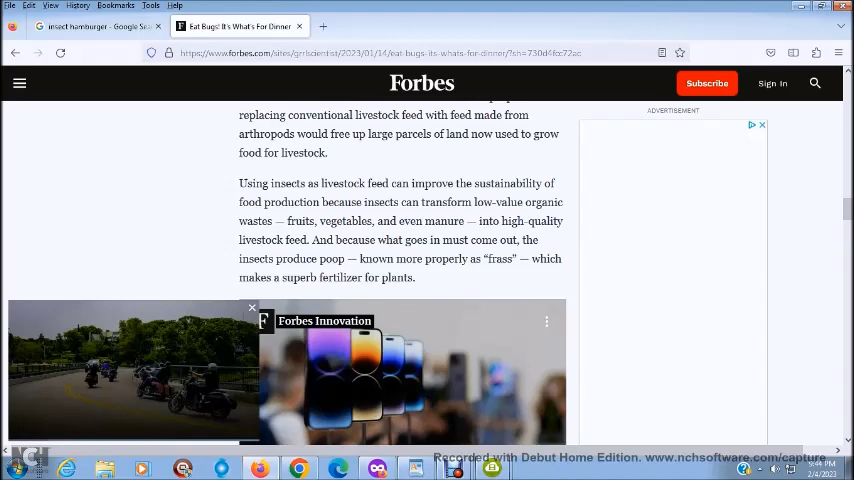 File Edit View History Bookmarks Tools Help
insect hamburger - Google Sea
Eat Bugs! It's What's For Dinner
https://www.forbes.com/sites/grrlscientist/2023/01/14/eat-bugs-its-whats-for-dinner/?sh=730d4fcc72ac
Forbes
Subscribe
Sign In
ADVERTISEMENT
replacing conventional livestock feed with feed made from
arthropods would free up large parcels of land now used to grow
food for livestock.
Using insects as livestock feed can improve the sustainability of
food production because insects can transform low-value organic
wastes — fruits, vegetables, and even manure — into high-quality
livestock feed. And because what goes in must come out, the
insects produce poop — known more properly as “frass” — which
makes a superb fertilizer for plants.
F Forbes Innovation
NCH
Recorded with Debut Home Edition. www.nchsoftware.com/capture
9:44 PM
2/4/2023